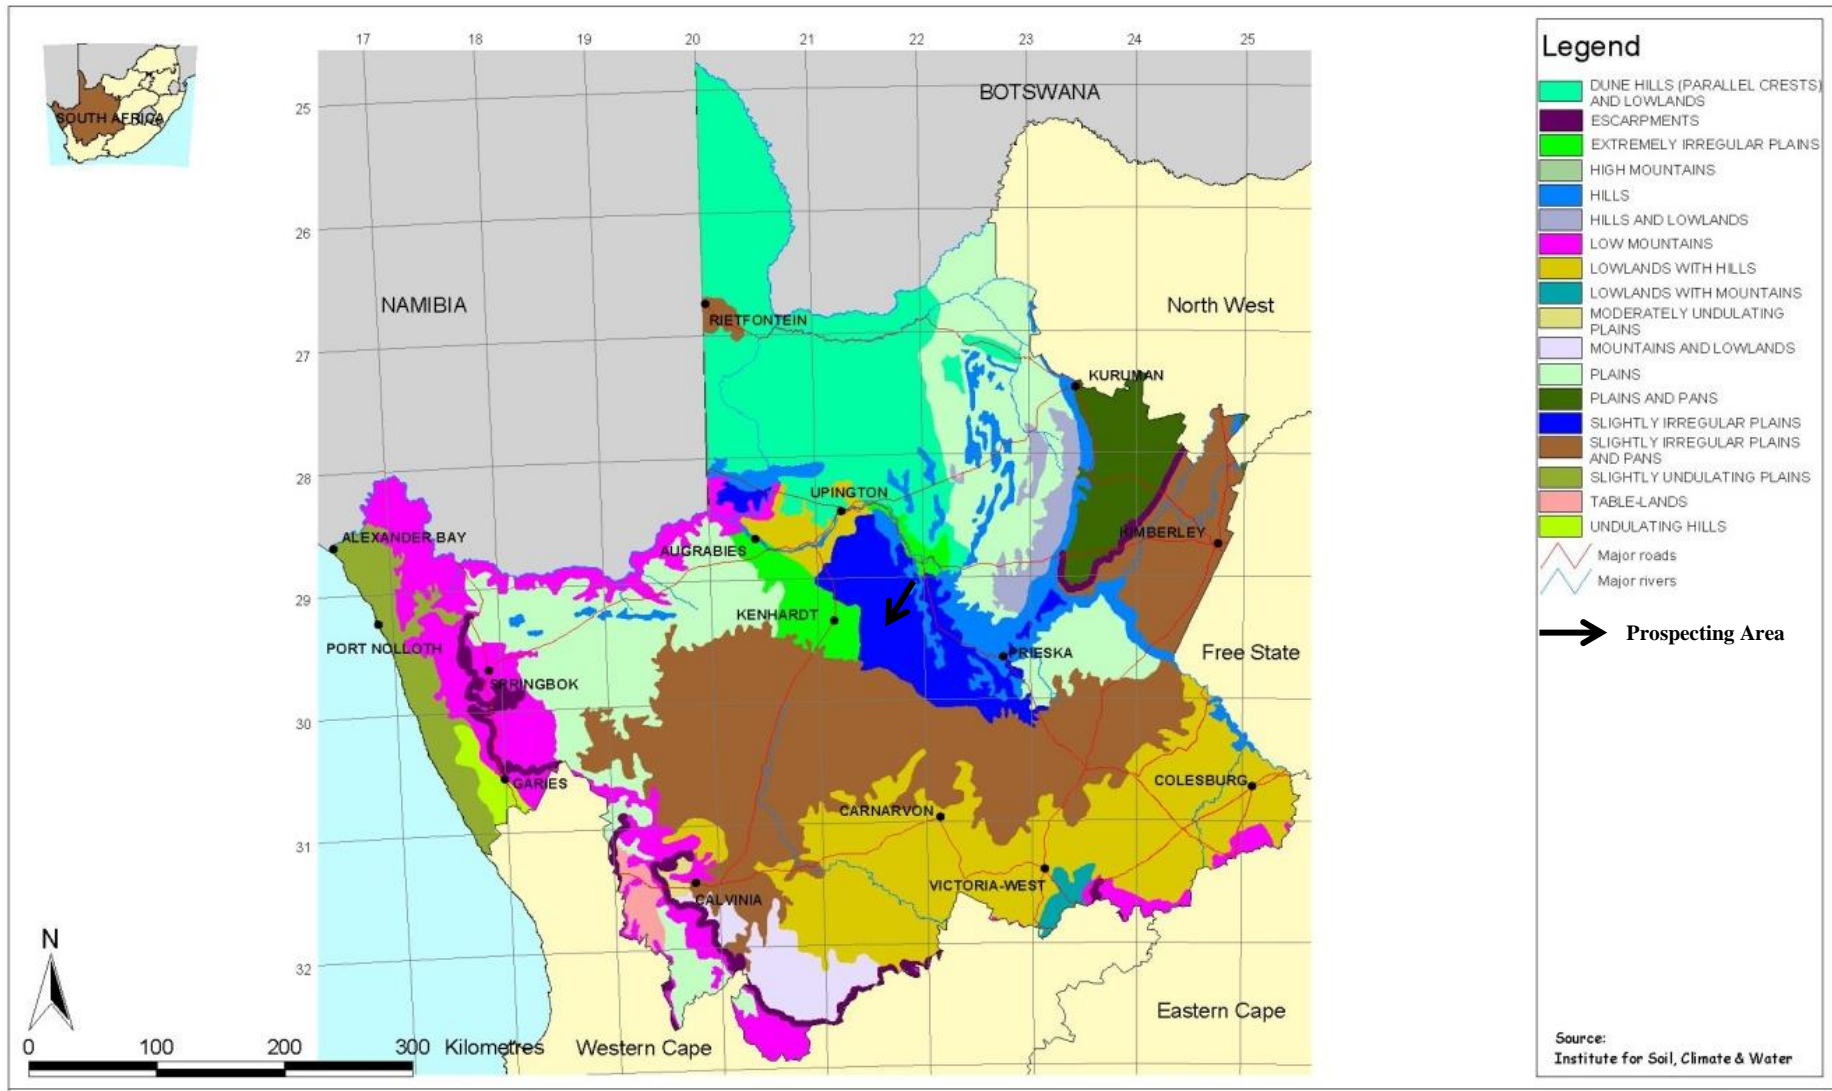 17 18 19 20 21 22 23 24 25
SOUTH AFRICA
BOTSWANA
25
26
NAMIBIA
North West
RIETFONTEIN
27
KURUMAN
28
UPINGTON
ALEXANDER BAY
KIMBERLEY
AUGRABIES
29
KENHARDT
PORT NOLLOTH
PRIESKA
Free State
SPRINGBOK
30
GARIES
COLESBURG
CARNARVON
31
VICTORIA-WEST
CALVINIA
32
N
Eastern Cape
0 100 200 300 Kilometres
Western Cape
Legend
DUNE HILLS (PARALLEL CRESTS)
AND LOWLANDS
ESCARPMENTS
EXTREMELY IRREGULAR PLAINS
HIGH MOUNTAINS
HILLS
HILLS AND LOWLANDS
LOW MOUNTAINS
LOWLANDS WITH HILLS
LOWLANDS WITH MOUNTAINS
MODERATELY UNDULATING
PLAINS
MOUNTAINS AND LOWLANDS
PLAINS
PLAINS AND PANS
SLIGHTLY IRREGULAR PLAINS
SLIGHTLY IRREGULAR PLAINS
AND PANS
SLIGHTLY UNDULATING PLAINS
TABLE-LANDS
UNDULATING HILLS
Major roads
Major rivers
Prospecting Area
Source:
Institute for Soil, Climate & Water